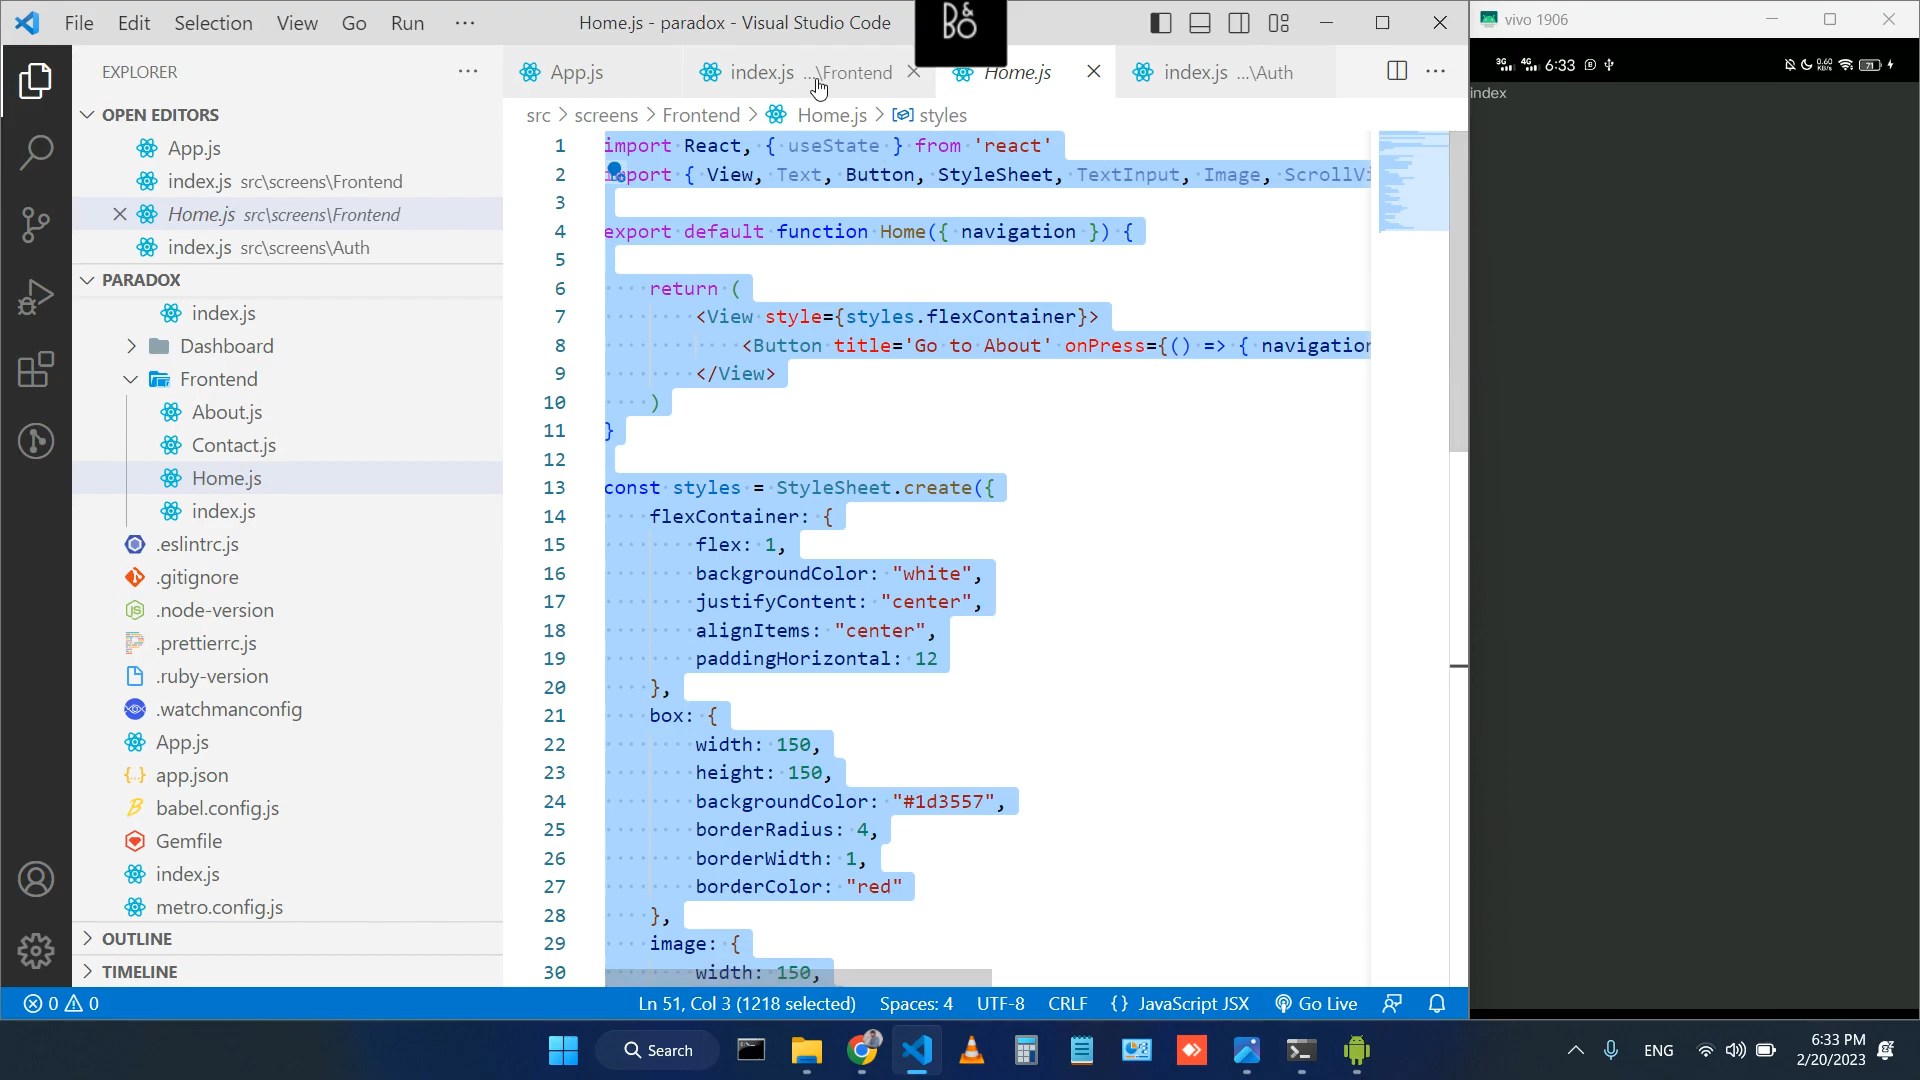 File Edit Selection View Go Run ··· Home.js - paradox - Visual Studio Code
B&O
vivo 1906
EXPLORER ···
App.js index.js ...\Frontend Home.js index.js ...\Auth ···
3G 4G 6:33 0.60 KB/s 71
index
OPEN EDITORS
App.js
index.js src\screens\Frontend
Home.js src\screens\Frontend
index.js src\screens\Auth
PARADOX
index.js
Dashboard
Frontend
About.js
Contact.js
Home.js
index.js
.eslintrc.js
.gitignore
.node-version
.prettierrc.js
.ruby-version
.watchmanconfig
App.js
app.json
babel.config.js
Gemfile
index.js
metro.config.js
OUTLINE
TIMELINE
src > screens > Frontend > Home.js > styles
1 import React, { useState } from 'react'
2 import { View, Text, Button, StyleSheet, TextInput, Image, ScrollVi
3
4 export default function Home({ navigation }) {
5
6 return (
7 <View style={styles.flexContainer}>
8 <Button title='Go to About' onPress={() => { navigation
9 </View>
10 )
11 }
12
13 const styles = StyleSheet.create({
14 flexContainer: {
15 flex: 1,
16 backgroundColor: "white",
17 justifyContent: "center",
18 alignItems: "center",
19 paddingHorizontal: 12
20 },
21 box: {
22 width: 150,
23 height: 150,
24 backgroundColor: "#1d3557",
25 borderRadius: 4,
26 borderWidth: 1,
27 borderColor: "red"
28 },
29 image: {
30 width: 150,
0 0 Ln 51, Col 3 (1218 selected) Spaces: 4 UTF-8 CRLF {} JavaScript JSX Go Live
Search
ENG
6:33 PM
2/20/2023